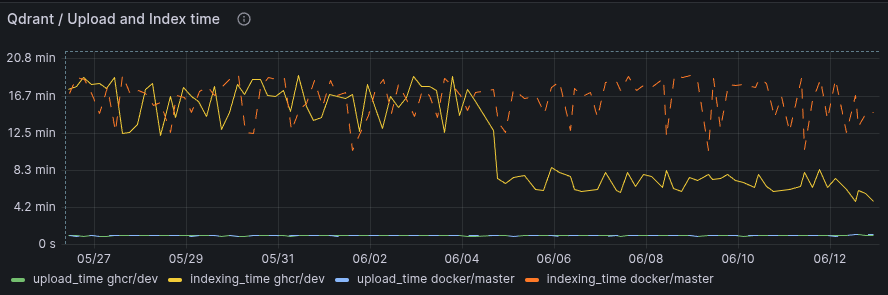 Qdrant / Upload and Index time
20.8 min
16.7 min
12.5 min
8.3 min
4.2 min
0 s
05/27 05/29 05/31 06/02 06/04 06/06 06/08 06/10 06/12
upload_time ghcr/dev indexing_time ghcr/dev upload_time docker/master indexing_time docker/master